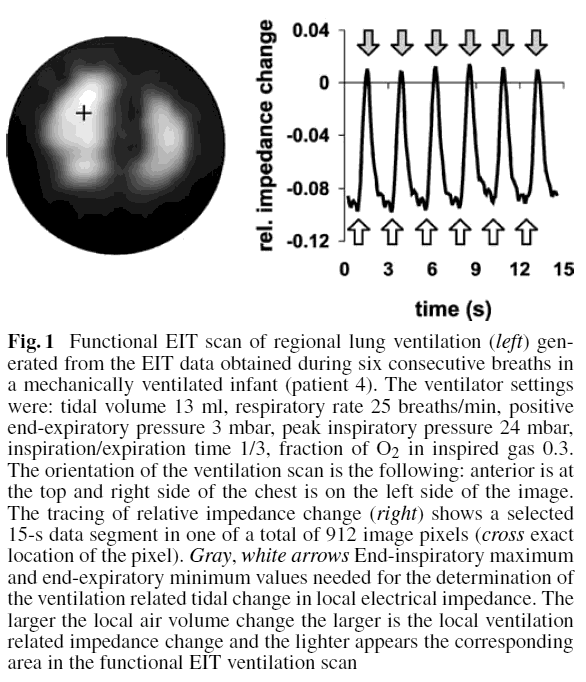 0.04
0
-0.04
-0.08
-0.12
rel. impedance change
0 3 6 9 12 15
time (s)
Fig. 1 Functional EIT scan of regional lung ventilation (left) gen-
erated from the EIT data obtained during six consecutive breaths in
a mechanically ventilated infant (patient 4). The ventilator settings
were: tidal volume 13 ml, respiratory rate 25 breaths/min, positive
end-expiratory pressure 3 mbar, peak inspiratory pressure 24 mbar,
inspiration/expiration time 1/3, fraction of O2 in inspired gas 0.3.
The orientation of the ventilation scan is the following: anterior is at
the top and right side of the chest is on the left side of the image.
The tracing of relative impedance change (right) shows a selected
15-s data segment in one of a total of 912 image pixels (cross exact
location of the pixel). Gray, white arrows End-inspiratory maximum
and end-expiratory minimum values needed for the determination of
the ventilation related tidal change in local electrical impedance. The
larger the local air volume change the larger is the local ventilation
related impedance change and the lighter appears the corresponding
area in the functional EIT ventilation scan